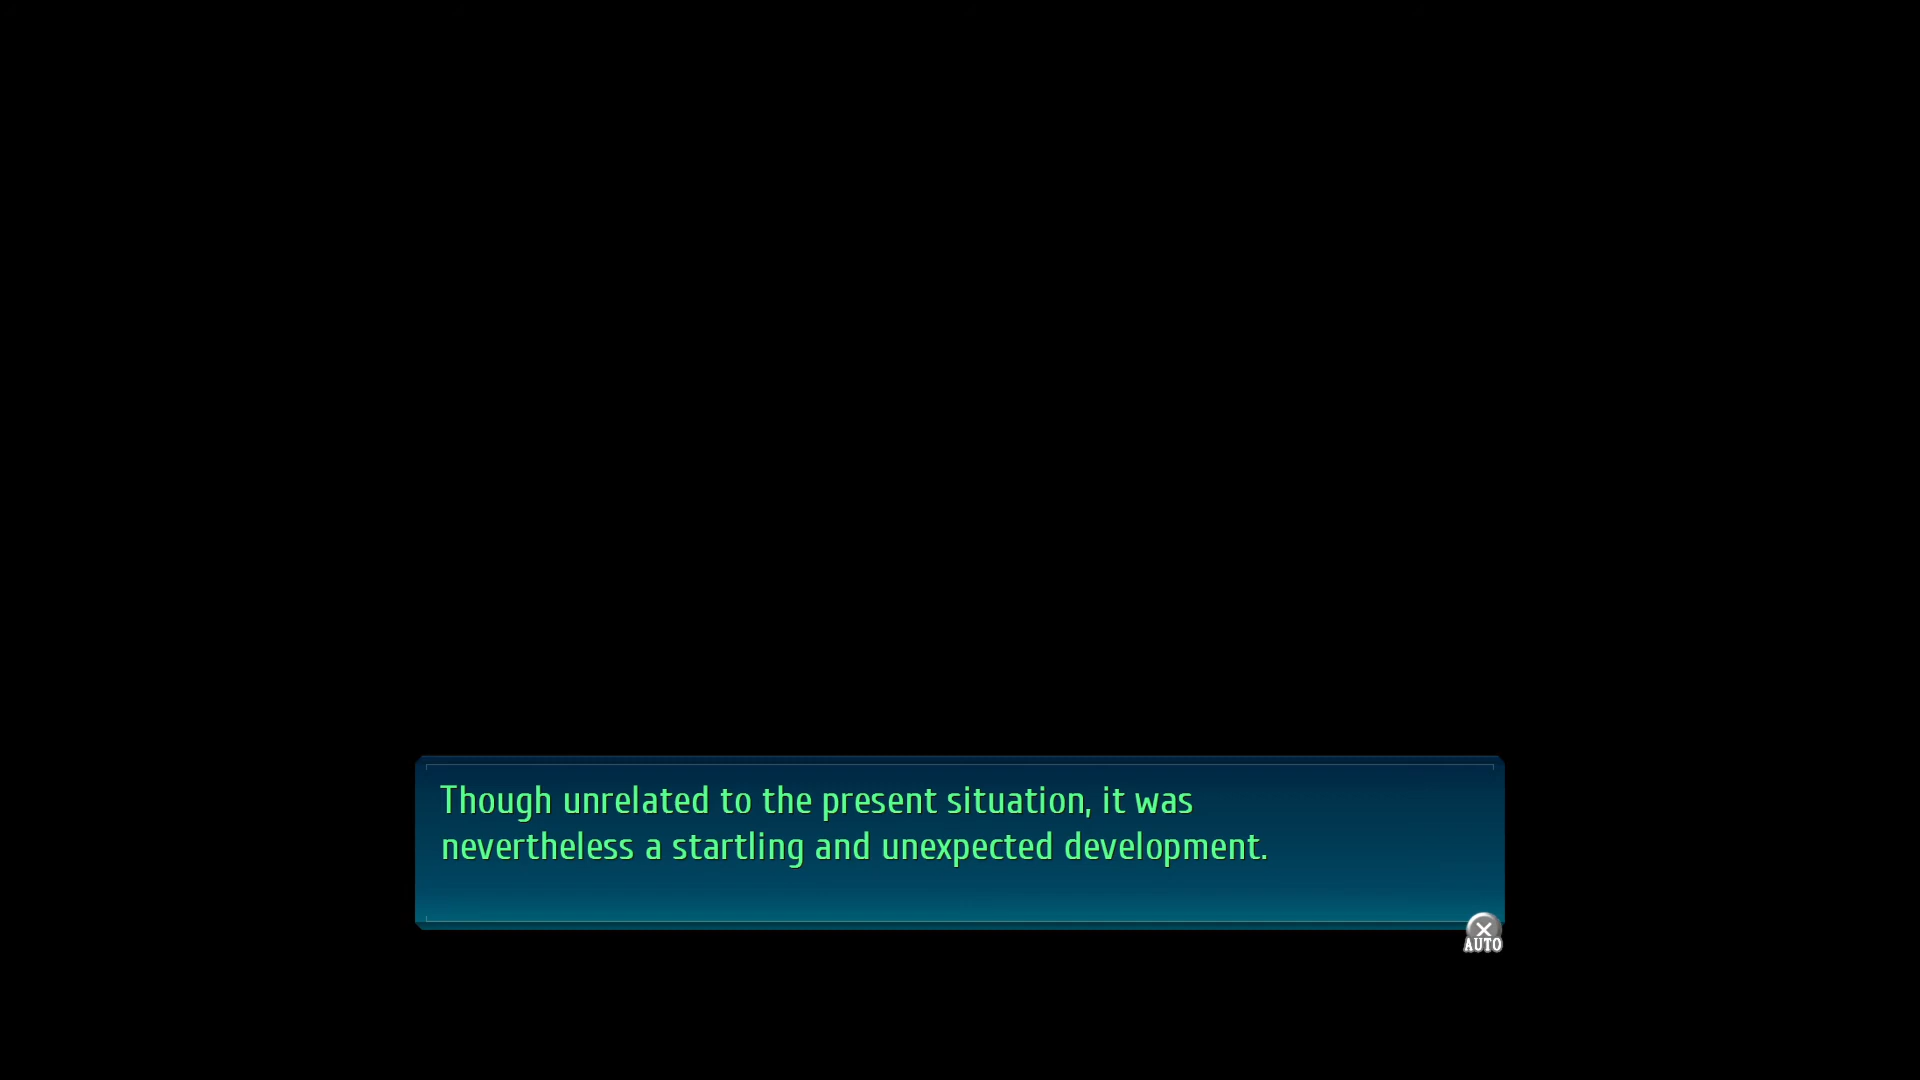 Though unrelated to the present situation, it was
nevertheless a startling and unexpected development.
AUTO